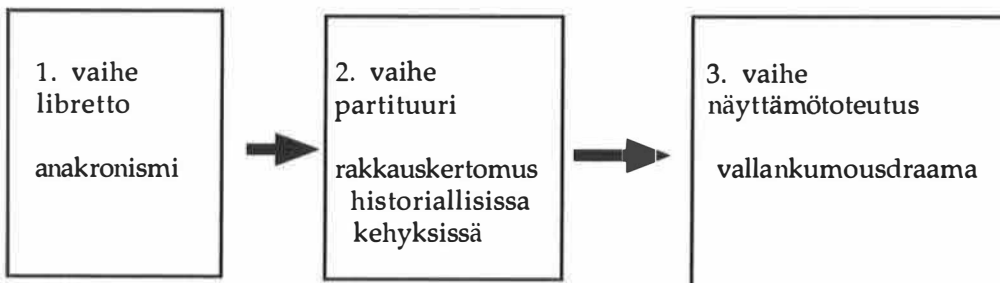 1. vaihe
libretto
anakronismi
2. vaihe
partituuri
rakkauskertomus
historiallisissa
kehyksissä
3. vaihe
näyttämötoteutus
vallankumousdraama